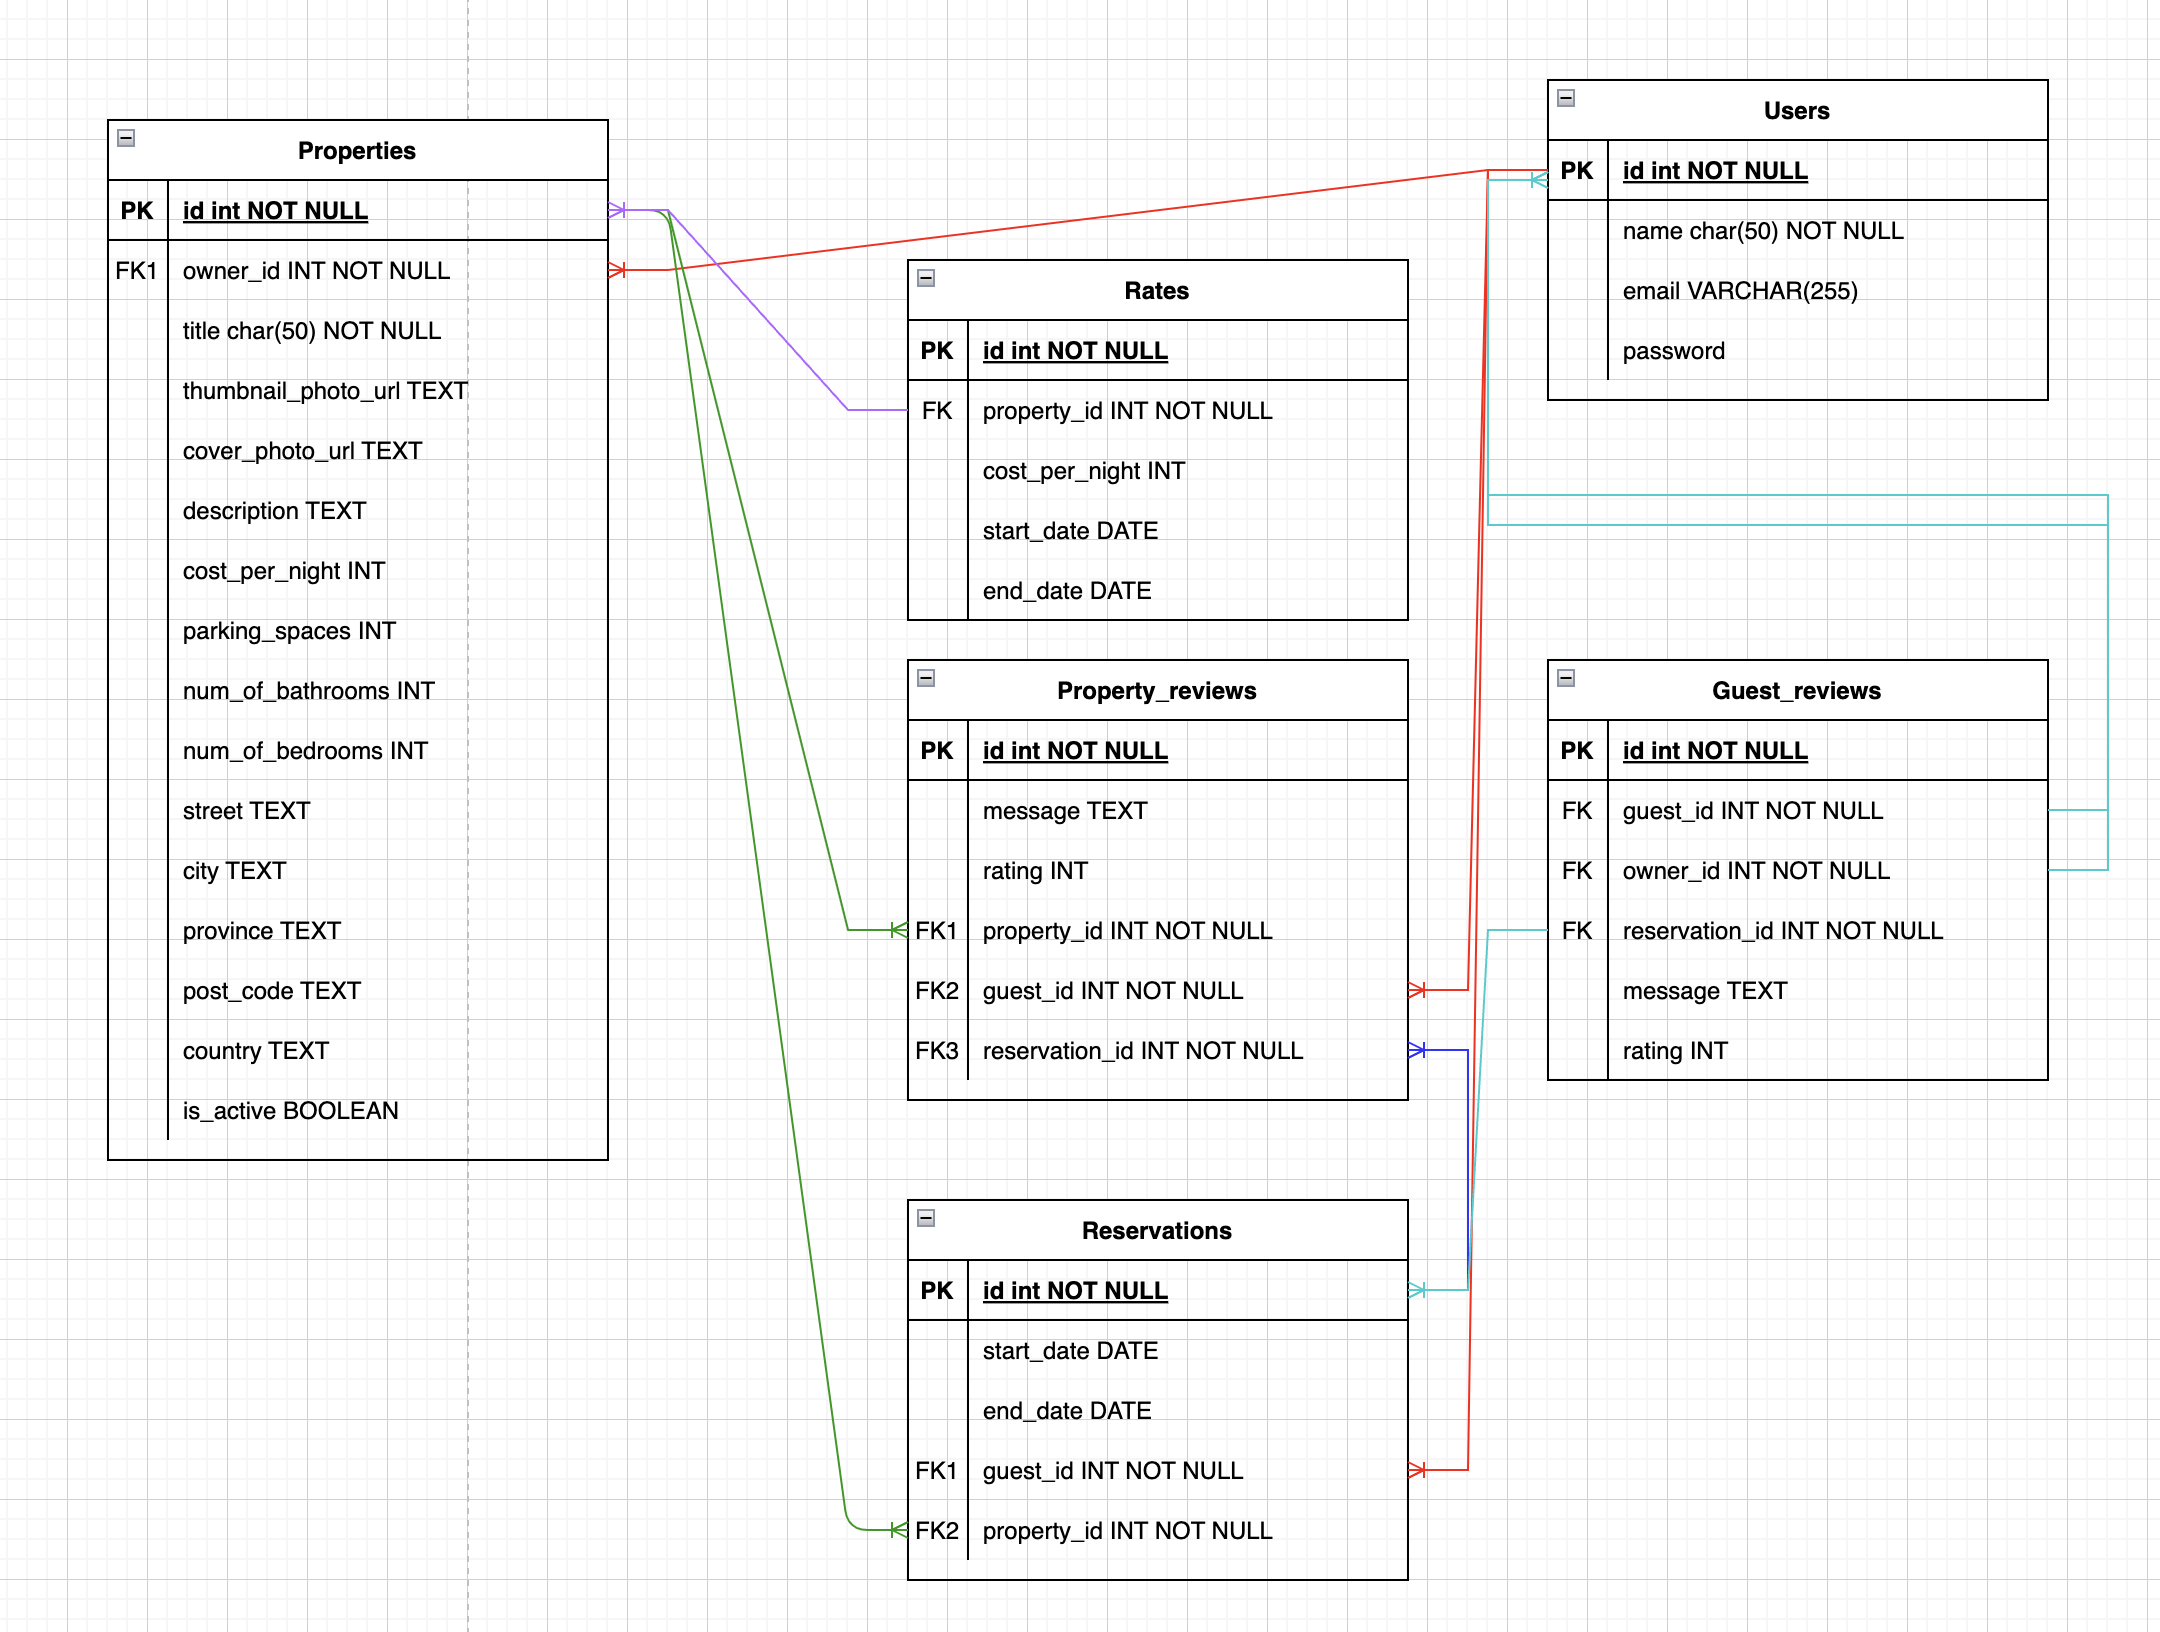 Properties
PK id int NOT NULL
FK1 owner_id INT NOT NULL
title char(50) NOT NULL
thumbnail_photo_url TEXT
cover_photo_url TEXT
description TEXT
cost_per_night INT
parking_spaces INT
num_of_bathrooms INT
num_of_bedrooms INT
street TEXT
city TEXT
province TEXT
post_code TEXT
country TEXT
is_active BOOLEAN
Rates
PK id int NOT NULL
FK property_id INT NOT NULL
cost_per_night INT
start_date DATE
end_date DATE
Property_reviews
PK id int NOT NULL
message TEXT
rating INT
FK1 property_id INT NOT NULL
FK2 guest_id INT NOT NULL
FK3 reservation_id INT NOT NULL
Reservations
PK id int NOT NULL
start_date DATE
end_date DATE
FK1 guest_id INT NOT NULL
FK2 property_id INT NOT NULL
Users
PK id int NOT NULL
name char(50) NOT NULL
email VARCHAR(255)
password
Guest_reviews
PK id int NOT NULL
FK guest_id INT NOT NULL
FK owner_id INT NOT NULL
FK reservation_id INT NOT NULL
message TEXT
rating INT